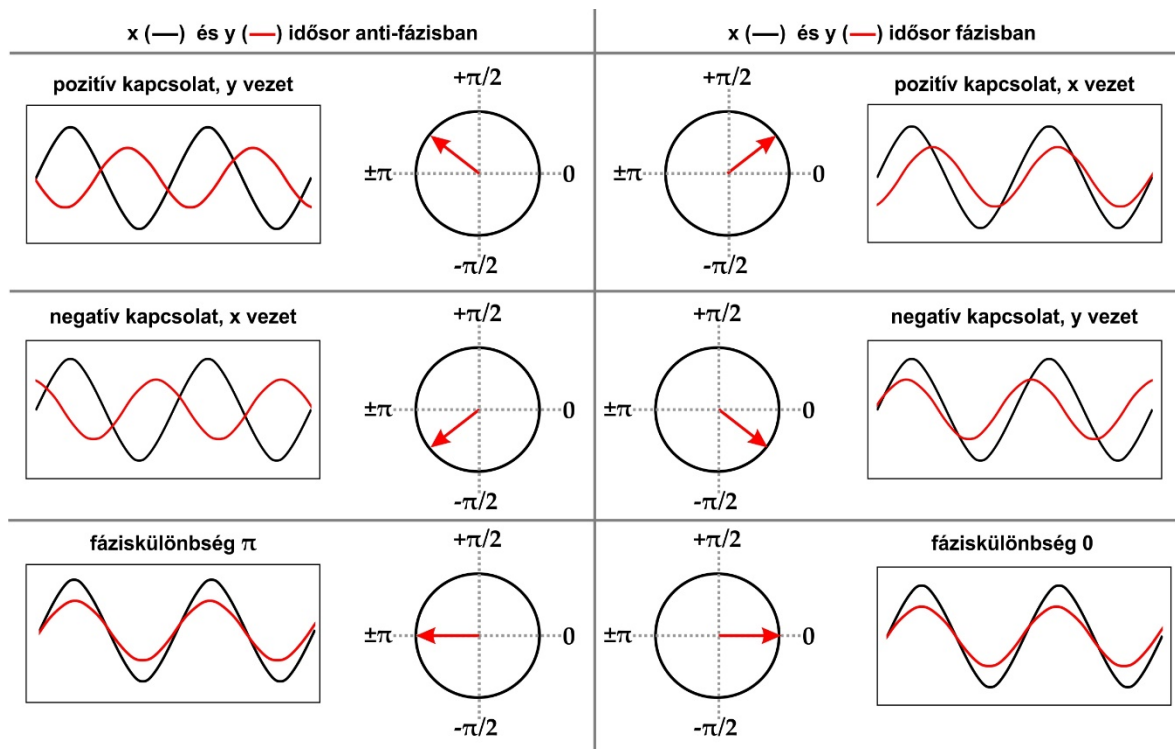 x (—) és y (—) idősor anti-fázisban
x (—) és y (—) idősor fázisban
pozitív kapcsolat, y vezet
+π/2
±π
0
-π/2
+π/2
±π
0
-π/2
pozitív kapcsolat, x vezet
negatív kapcsolat, x vezet
+π/2
±π
0
-π/2
+π/2
±π
0
-π/2
negatív kapcsolat, y vezet
fáziskülönbség π
+π/2
±π
0
-π/2
+π/2
±π
0
-π/2
fáziskülönbség 0